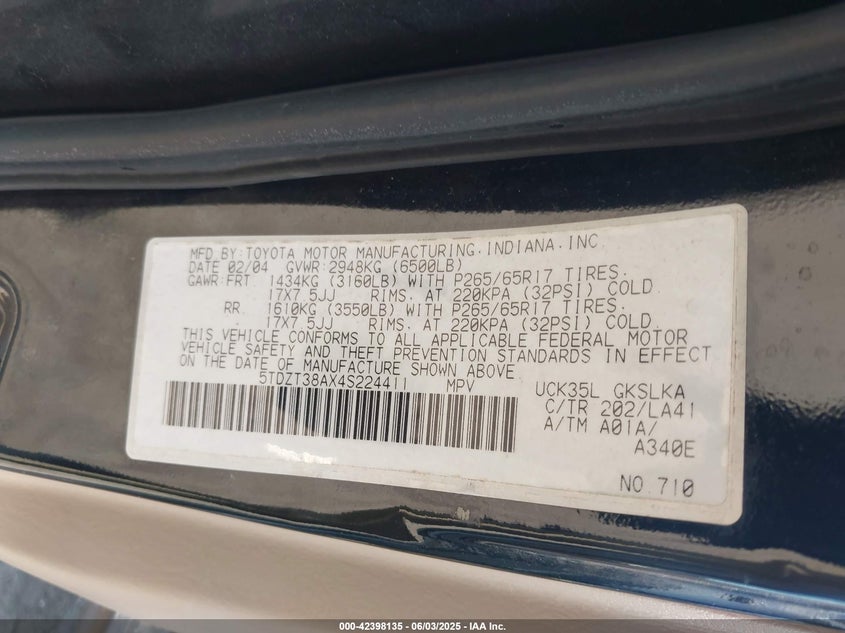 MFD.BY:TOYOTA MOTOR MANUFACTURING.INDIANA.INC.
DATE 02/04 GVWR:2948KG (6500LB)
GAWR:FRT. 1434KG (3160LB) WITH P265/65R17 TIRES.
17X7.5JJ RIMS. AT 220KPA (32PSI) COLD.
RR. 1610KG (3550LB) WITH P265/65R17 TIRES.
17X7.5JJ RIMS. AT 220KPA (32PSI) COLD.
THIS VEHICLE CONFORMS TO ALL APPLICABLE FEDERAL MOTOR
VEHICLE SAFETY AND THEFT PREVENTION STANDARDS IN EFFECT
ON THE DATE OF MANUFACTURE SHOWN ABOVE.
5TDZT38AX4S224411 MPV UCK35L GKSLKA
C/TR 202/LA41
A/TM A01A/
A340E
NO.710
000-42398135 - 06/03/2025 - IAA Inc.